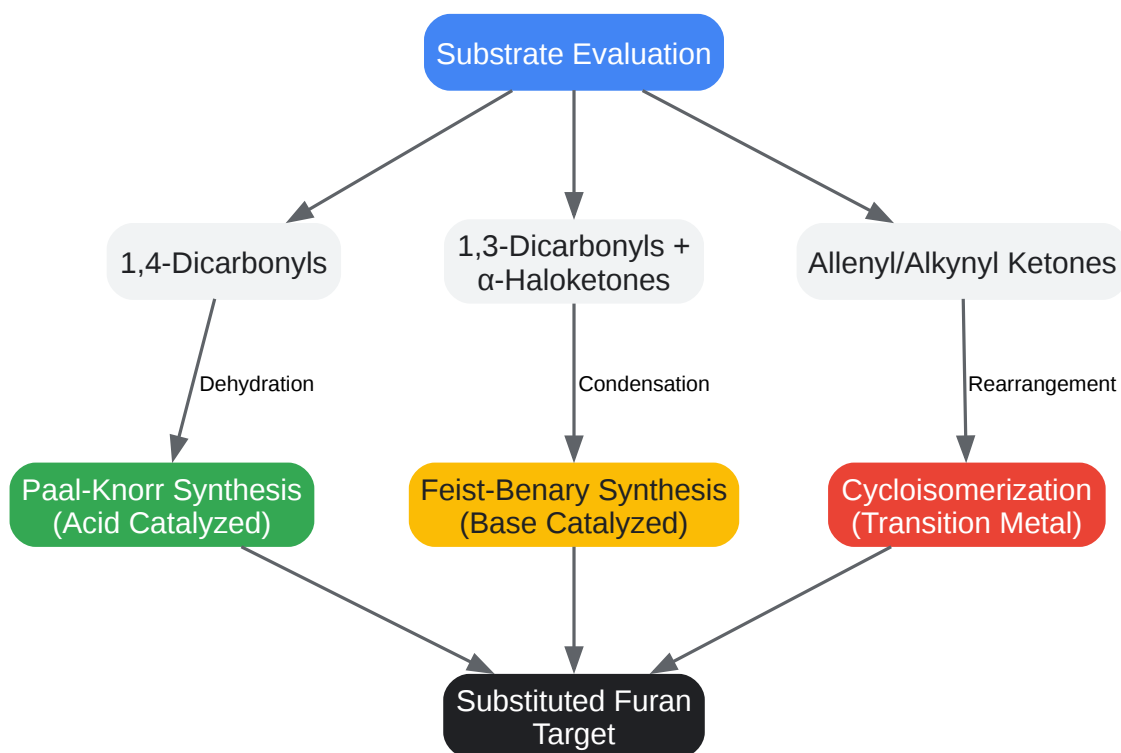 Substrate Evaluation
1,4-Dicarbonyls
1,3-Dicarbonyls +
α-Haloketones
Allenyl/Alkynyl Ketones
Dehydration
Condensation
Rearrangement
Paal-Knorr Synthesis
(Acid Catalyzed)
Feist-Benary Synthesis
(Base Catalyzed)
Cycloisomerization
(Transition Metal)
Substituted Furan
Target